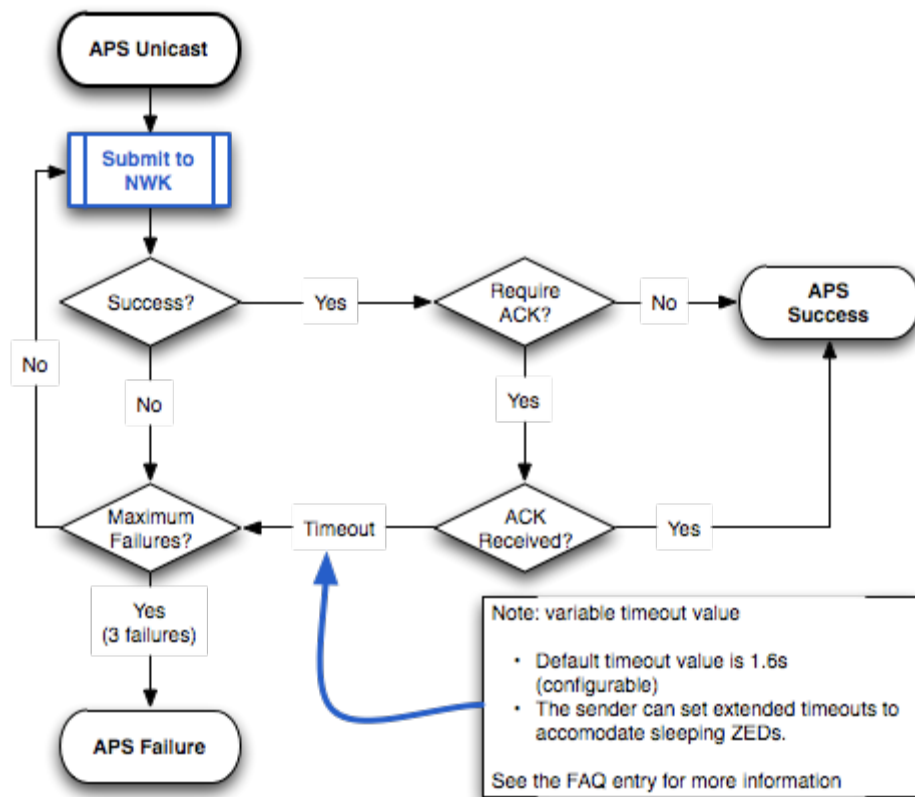 APS Unicast
Submit to
NWK
Success?
Yes
Require
ACK?
No
APS
Success
No
No
Yes
Maximum
Failures?
Timeout
ACK
Received?
Yes
Yes
(3 failures)
APS Failure
Note: variable timeout value
• Default timeout value is 1.6s
(configurable)
• The sender can set extended timeouts to
accomodate sleeping ZEDs.
See the FAQ entry for more information